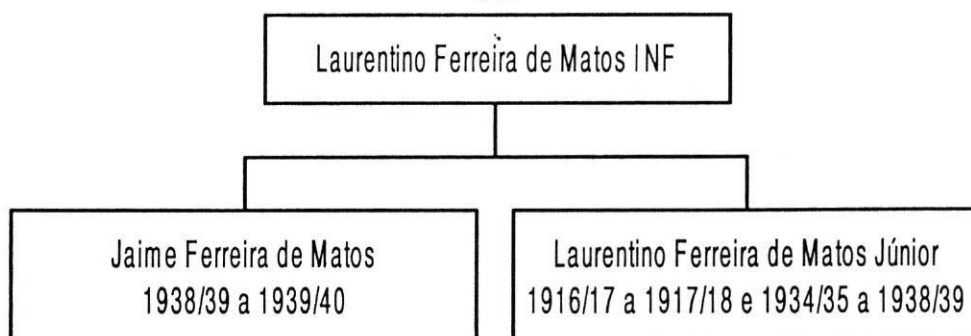 Laurentino Ferreira de Matos INF
Jaime Ferreira de Matos
1938/39 a 1939/40
Laurentino Ferreira de Matos Júnior
1916/17 a 1917/18 e 1934/35 a 1938/39